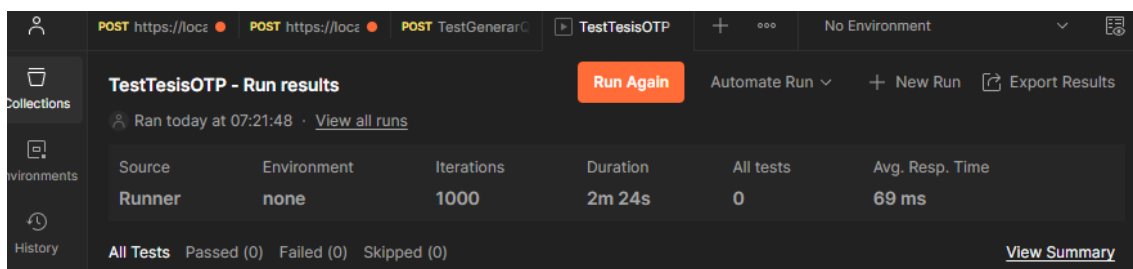 POST https://loca
POST https://loca
POST TestGenerarQ
TestTesisOTP
No Environment
Collections
TestTesisOTP - Run results
Run Again
Automate Run
New Run
Export Results
Ran today at 07:21:48 · View all runs
nvironments
Source Environment Iterations Duration All tests Avg. Resp. Time
Runner none 1000 2m 24s 0 69 ms
History
All Tests Passed (0) Failed (0) Skipped (0) View Summary